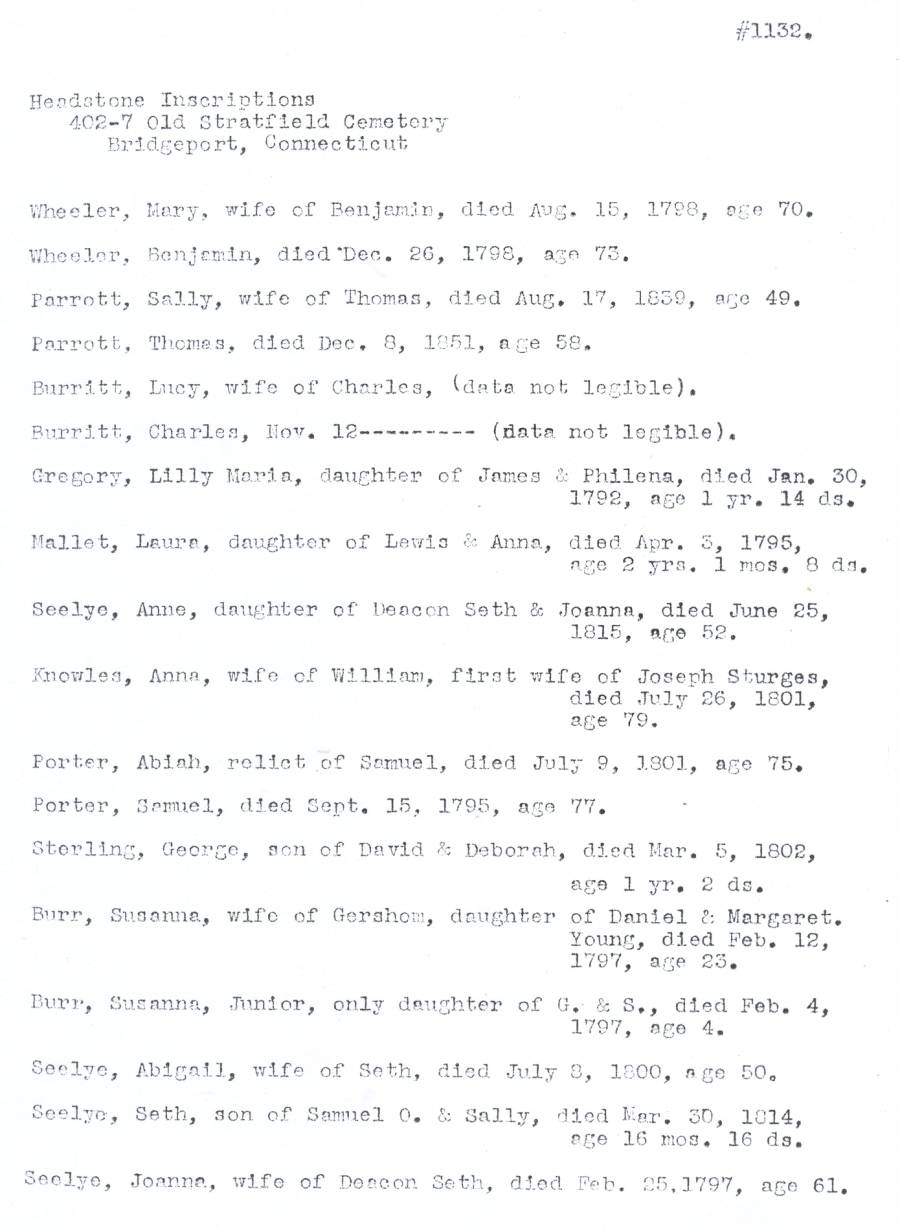 #1132.
Headstone Inscriptions
402-7 Old Stratfield Cemetery
Bridgeport, Connecticut
Wheeler, Mary, wife of Benjamin, died Aug. 15, 1798, age 70.
Wheeler, Benjamin, died Dec. 26, 1798, age 73.
Parrott, Sally, wife of Thomas, died Aug. 17, 1839, age 49.
Parrott, Thomas, died Dec. 8, 1851, age 58.
Burritt, Lucy, wife of Charles, (data not legible).
Burritt, Charles, Nov. 12--------- (data not legible).
Gregory, Lilly Maria, daughter of James & Philena, died Jan. 30,
1792, age 1 yr. 14 ds.
Mallet, Laura, daughter of Lewis & Anna, died Apr. 3, 1795,
age 2 yrs. 1 mos. 8 ds.
Seelye, Anne, daughter of Deacon Seth & Joanna, died June 25,
1815, age 52.
Knowles, Anna, wife of William, first wife of Joseph Sturges,
died July 26, 1801,
age 79.
Porter, Abiah, relict of Samuel, died July 9, 1801, age 75.
Porter, Samuel, died Sept. 15, 1795, age 77.
Sterling, George, son of David & Deborah, died Mar. 5, 1802,
age 1 yr. 2 ds.
Burr, Susanna, wife of Gershom, daughter of Daniel & Margaret.
Young, died Feb. 12,
1797, age 23.
Burr, Susanna, Junior, only daughter of G. & S., died Feb. 4,
1797, age 4.
Seelye, Abigail, wife of Seth, died July 8, 1800, age 50.
Seelye, Seth, son of Samuel O. & Sally, died Mar. 30, 1814,
age 16 mos. 16 ds.
Seelye, Joanna, wife of Deacon Seth, died Feb. 25,1797, age 61.